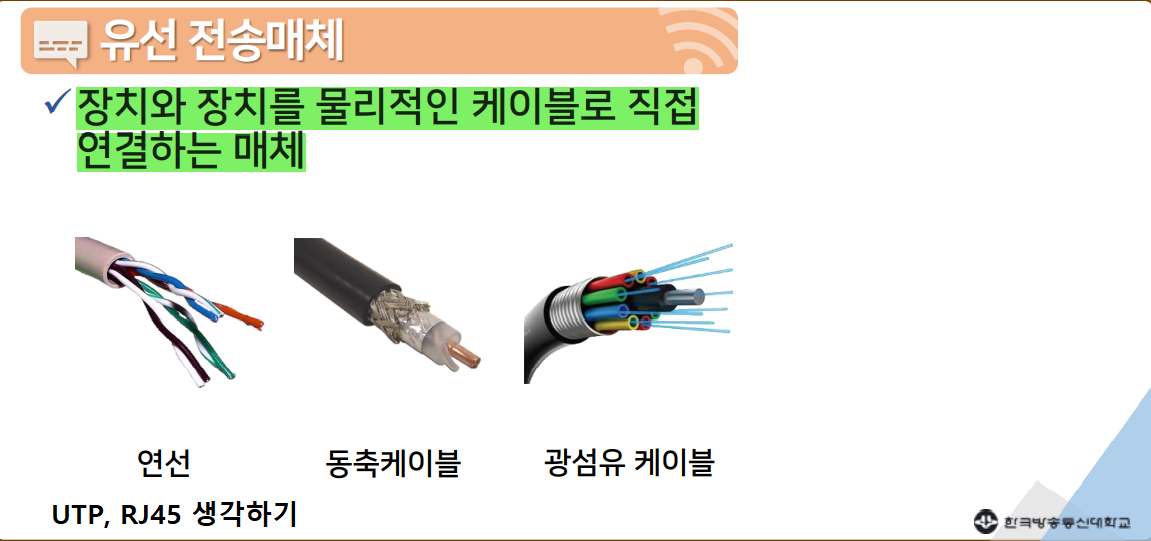 유선 전송매체
장치와 장치를 물리적인 케이블로 직접
연결하는 매체
연선
동축케이블
광섬유 케이블
UTP, RJ45 생각하기
한국방송통신대학교